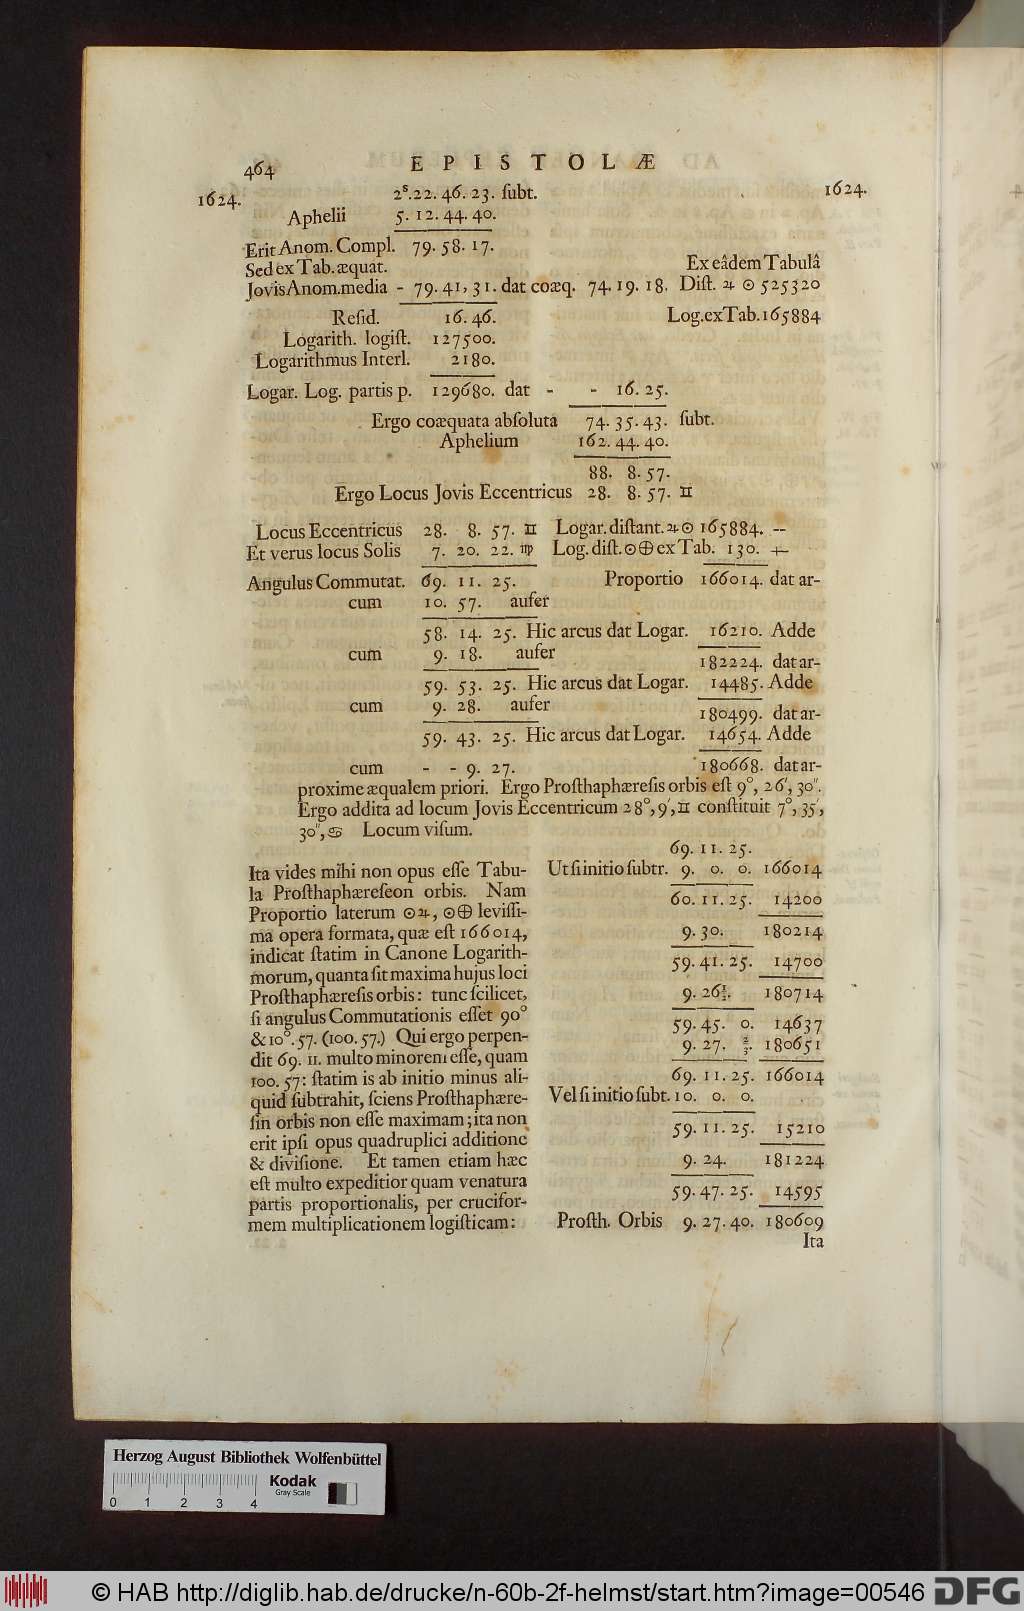 464 EPISTOLÆ
1624. 2ˢ.22. 46. 23. ſubt. 1624.
Aphelii 5. 12. 44. 40.
Erit Anom. Compl. 79. 58. 17.
Sed ex Tab. æquat. Ex eâdem Tabulâ
Jovis Anom. media - 79. 41, 31. dat coæq. 74. 19. 18. Diſt. ♃ ☉ 525320
Reſid. 16. 46. Log. ex Tab. 165884
Logarith. logiſt. 127500.
Logarithmus Interl. 2180.
Logar. Log. partis p. 129680. dat - - 16. 25.
Ergo coæquata abſoluta 74. 35. 43. ſubt.
Aphelium 162. 44. 40.
88. 8. 57.
Ergo Locus Jovis Eccentricus 28. 8. 57. ♊
Locus Eccentricus 28. 8. 57. ♊ Logar. diſtant. ♃☉ 165884. --
Et verus locus Solis 7. 20. 22. ♍ Log. diſt. ☉⊕ ex Tab. 130. +
Angulus Commutat. 69. 11. 25. Proportio 166014. dat ar-
cum 10. 57. aufer
58. 14. 25. Hic arcus dat Logar. 16210. Adde
cum 9. 18. aufer 182224. dat ar-
59. 53. 25. Hic arcus dat Logar. 14485. Adde
cum 9. 28. aufer 180499. dat ar-
59. 43. 25. Hic arcus dat Logar. 14654. Adde
cum - - 9. 27. 180668. dat ar-
proxime æqualem priori. Ergo Proſthaphæreſis orbis eſt 9°, 26′, 30″.
Ergo addita ad locum Jovis Eccentricum 28°, 9′, ♊ conſtituit 7°, 35′,
30″, ♋ Locum viſum.
Ita vides mihi non opus eſſe Tabu-
la Proſthaphæreſeon orbis. Nam
Proportio laterum ☉♃, ☉⊕ leviſſi-
ma opera formata, quæ eſt 166014,
indicat ſtatim in Canone Logarith-
morum, quanta ſit maxima hujus loci
Proſthaphæreſis orbis: tunc ſcilicet,
ſi angulus Commutationis eſſet 90°
& 10°. 57. (100. 57.) Qui ergo perpen-
dit 69. 11. multo minorem eſſe, quam
100. 57: ſtatim is ab initio minus ali-
quid ſubtrahit, ſciens Proſthaphære-
ſin orbis non eſſe maximam; ita non
erit ipſi opus quadruplici additione
& diviſione. Et tamen etiam hæc
eſt multo expeditior quam venatura
partis proportionalis, per crucifor-
mem multiplicationem logiſticam:
69. 11. 25.
Ut ſi initio ſubtr. 9. 0. 0. 166014
60. 11. 25. 14200
9. 30. 180214
59. 41. 25. 14700
9. 26½. 180714
59. 45. 0. 14637
9. 27. ⅔. 180651
69. 11. 25. 166014
Vel ſi initio ſubt. 10. 0. 0.
59. 11. 25. 15210
9. 24. 181224
59. 47. 25. 14595
Proſth. Orbis 9. 27. 40. 180609
Ita
Herzog August Bibliothek Wolfenbüttel
Kodak
Gray Scale
0 1 2 3 4
© HAB http://diglib.hab.de/drucke/n-60b-2f-helmst/start.htm?image=00546 DFG